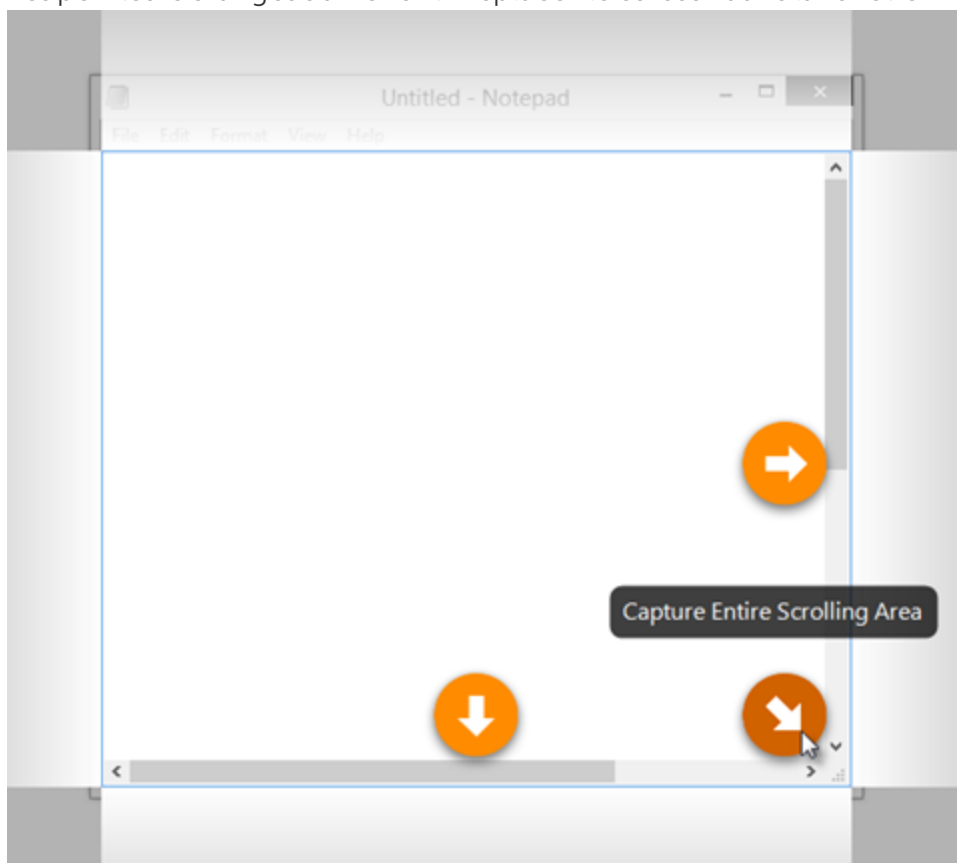 Untitled - Notepad
File Edit Format View Help
Capture Entire Scrolling Area